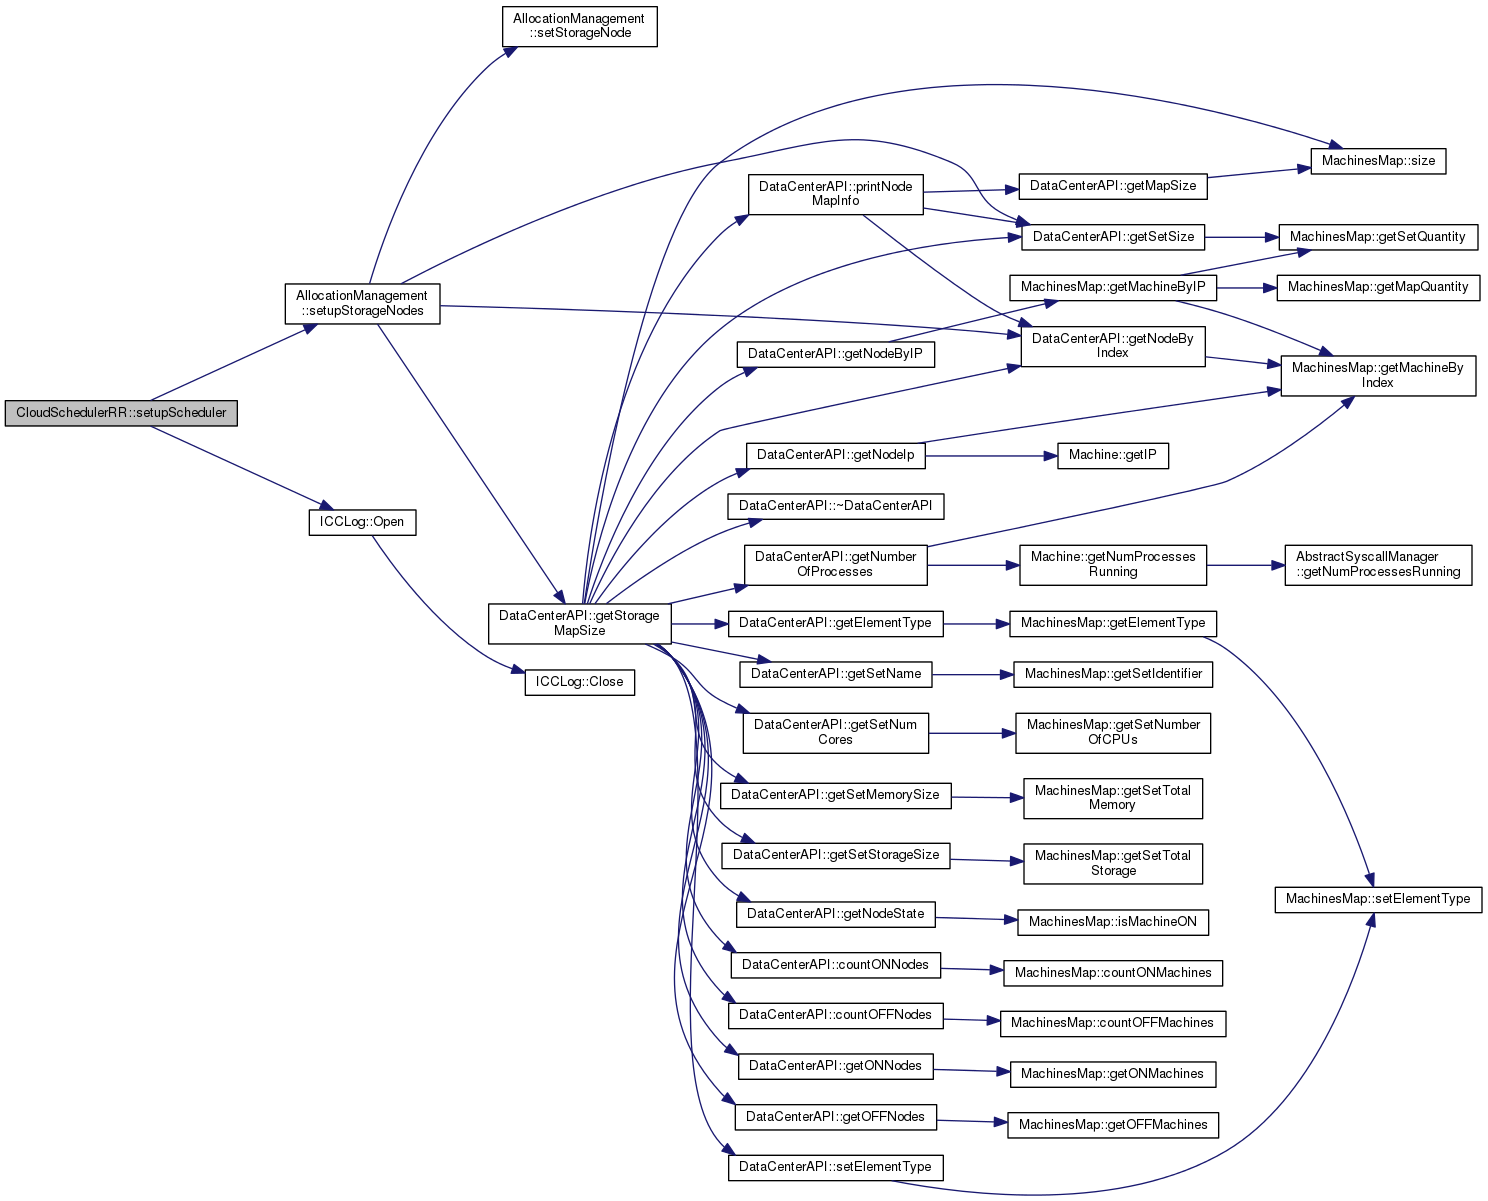 AllocationManagement
::setStorageNode
MachinesMap::size
DataCenterAPI::printNode
MapInfo
DataCenterAPI::getMapSize
DataCenterAPI::getSetSize
MachinesMap::getSetQuantity
AllocationManagement
::setupStorageNodes
MachinesMap::getMachineByIP
MachinesMap::getMapQuantity
DataCenterAPI::getNodeByIP
DataCenterAPI::getNodeBy
Index
MachinesMap::getMachineBy
Index
CloudSchedulerRR::setupScheduler
DataCenterAPI::getNodeIp
Machine::getIP
DataCenterAPI::~DataCenterAPI
ICCLog::Open
DataCenterAPI::getNumber
OfProcesses
Machine::getNumProcesses
Running
AbstractSyscallManager
::getNumProcessesRunning
DataCenterAPI::getStorage
MapSize
DataCenterAPI::getElementType
MachinesMap::getElementType
ICCLog::Close
DataCenterAPI::getSetName
MachinesMap::getSetIdentifier
DataCenterAPI::getSetNum
Cores
MachinesMap::getSetNumber
OfCPUs
DataCenterAPI::getSetMemorySize
MachinesMap::getSetTotal
Memory
DataCenterAPI::getSetStorageSize
MachinesMap::getSetTotal
Storage
MachinesMap::setElementType
DataCenterAPI::getNodeState
MachinesMap::isMachineON
DataCenterAPI::countONNodes
MachinesMap::countONMachines
DataCenterAPI::countOFFNodes
MachinesMap::countOFFMachines
DataCenterAPI::getONNodes
MachinesMap::getONMachines
DataCenterAPI::getOFFNodes
MachinesMap::getOFFMachines
DataCenterAPI::setElementType